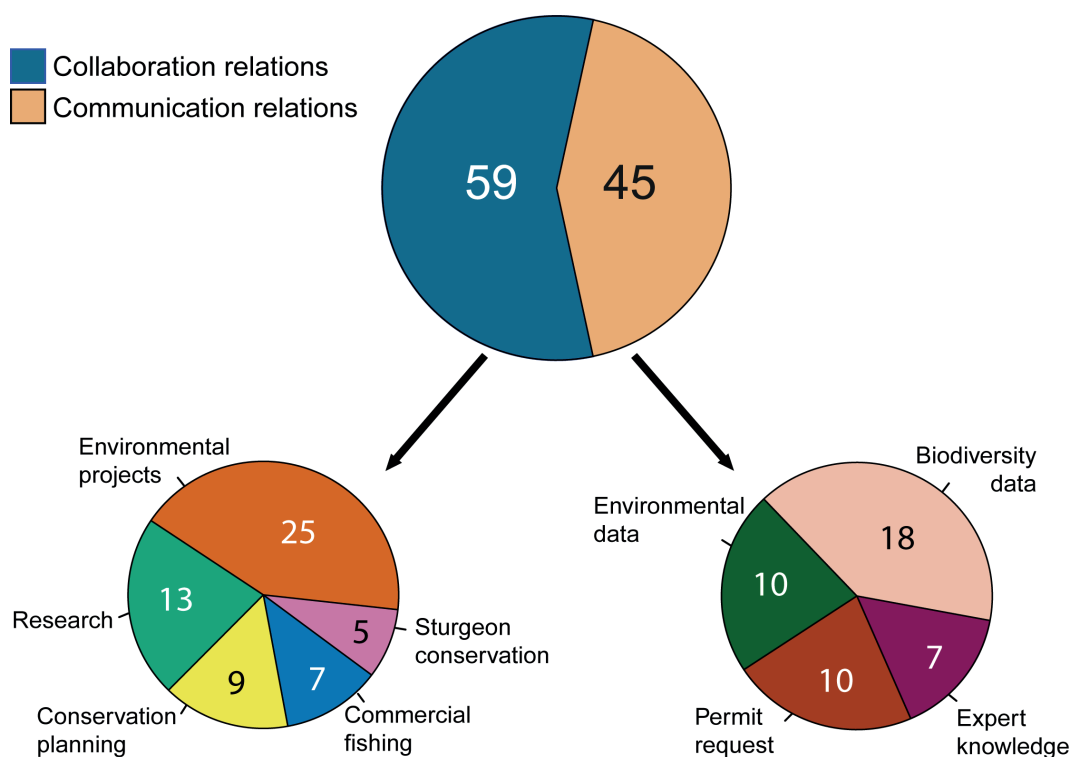 Collaboration relations
Communication relations
59
45
Environmental
projects
25
13
Research
9
Conservation
planning
7
Commercial
fishing
5
Sturgeon
conservation
Biodiversity
data
18
Environmental
data
10
10
Permit
request
7
Expert
knowledge